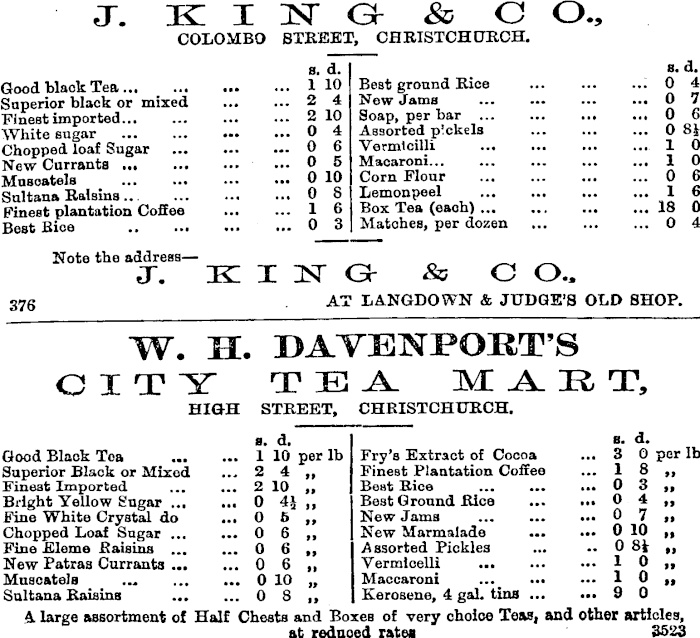 J. KING & CO.,
COLOMBO STREET, CHRISTCHURCH.
s. d.
Good black Tea ... ... ... ... 1 10
Superior black or mixed ... ... 2 4
Finest imported... ... ... ... 2 10
White sugar ... ... ... ... 0 4
Chopped loaf Sugar ... ... ... 0 6
New Currants ... ... ... ... 0 5
Muscatels ... ... ... ... 0 10
Sultana Raisins ... ... ... ... 0 8
Finest plantation Coffee ... ... 1 6
Best Rice .. ... ... ... 0 3
s. d.
Best ground Rice ... ... ... 0 4
New Jams ... ... ... ... 0 7
Soap, per bar ... ... ... ... 0 6
Assorted pickels ... ... ... 0 8½
Vermicilli ... ... ... ... 1 0
Macaroni... ... ... ... ... 1 0
Corn Flour ... ... ... ... 0 6
Lemonpeel ... ... ... ... 1 6
Box Tea (each) ... ... ... ... 18 0
Matches, per dozen ... ... ... 0 4
Note the address—
J. KING & CO.,
376 AT LANGDOWN & JUDGE'S OLD SHOP.
W. H. DAVENPORT'S
CITY TEA MART,
HIGH STREET, CHRISTCHURCH.
s. d.
Good Black Tea ... ... 1 10 per lb
Superior Black or Mixed ... 2 4 ,,
Finest Imported ... ... 2 10 ,,
Bright Yellow Sugar ... ... 0 4½ ,,
Fine White Crystal do ... 0 5 ,,
Chopped Loaf Sugar ... ... 0 6 ,,
Fine Eleme Raisins ... ... 0 6 ,,
New Patras Currants ... ... 0 6 ,,
Muscatels ... ... ... 0 10 ,,
Sultana Raisins ... ... 0 8 ,,
s. d.
Fry's Extract of Cocoa ... 3 0 per lb
Finest Plantation Coffee ... 1 8 ,,
Best Rice ... ... ... 0 3 ,,
Best Ground Rice ... ... 0 4 ,,
New Jams ... ... ... 0 7 ,,
New Marmalade ... ... 0 10 ,,
Assorted Pickles ... .. 0 8½ ,,
Vermicelli ... ... ... 1 0 ,,
Maccaroni ... ... ... 1 0 ,,
Kerosene, 4 gal. tins ... ... 9 0
A large assortment of Half Chests and Boxes of very choice Teas, and other articles,
at reduced rates 3523